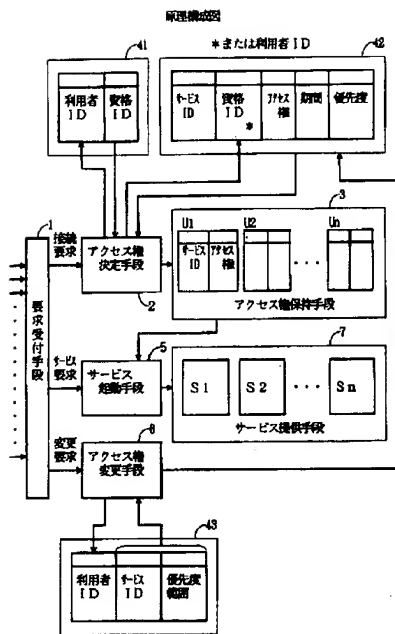 原理構成図
41
*または利用者ID
42
利用者
ID
資格
ID
サービス
ID
資格
ID
*
アクセス
権
期間
優先度
1
接続
要求
アクセス権
決定手段
2
3
U1
U2
Un
サービス
ID
アクセス
権
・・・
アクセス権保持手段
要求受付手段
サービス
要求
5
サービス
起動手段
7
S1
S2
・・・
Sn
サービス提供手段
変更
要求
6
アクセス権
変更手段
43
利用者
ID
サービス
ID
優先度
範囲